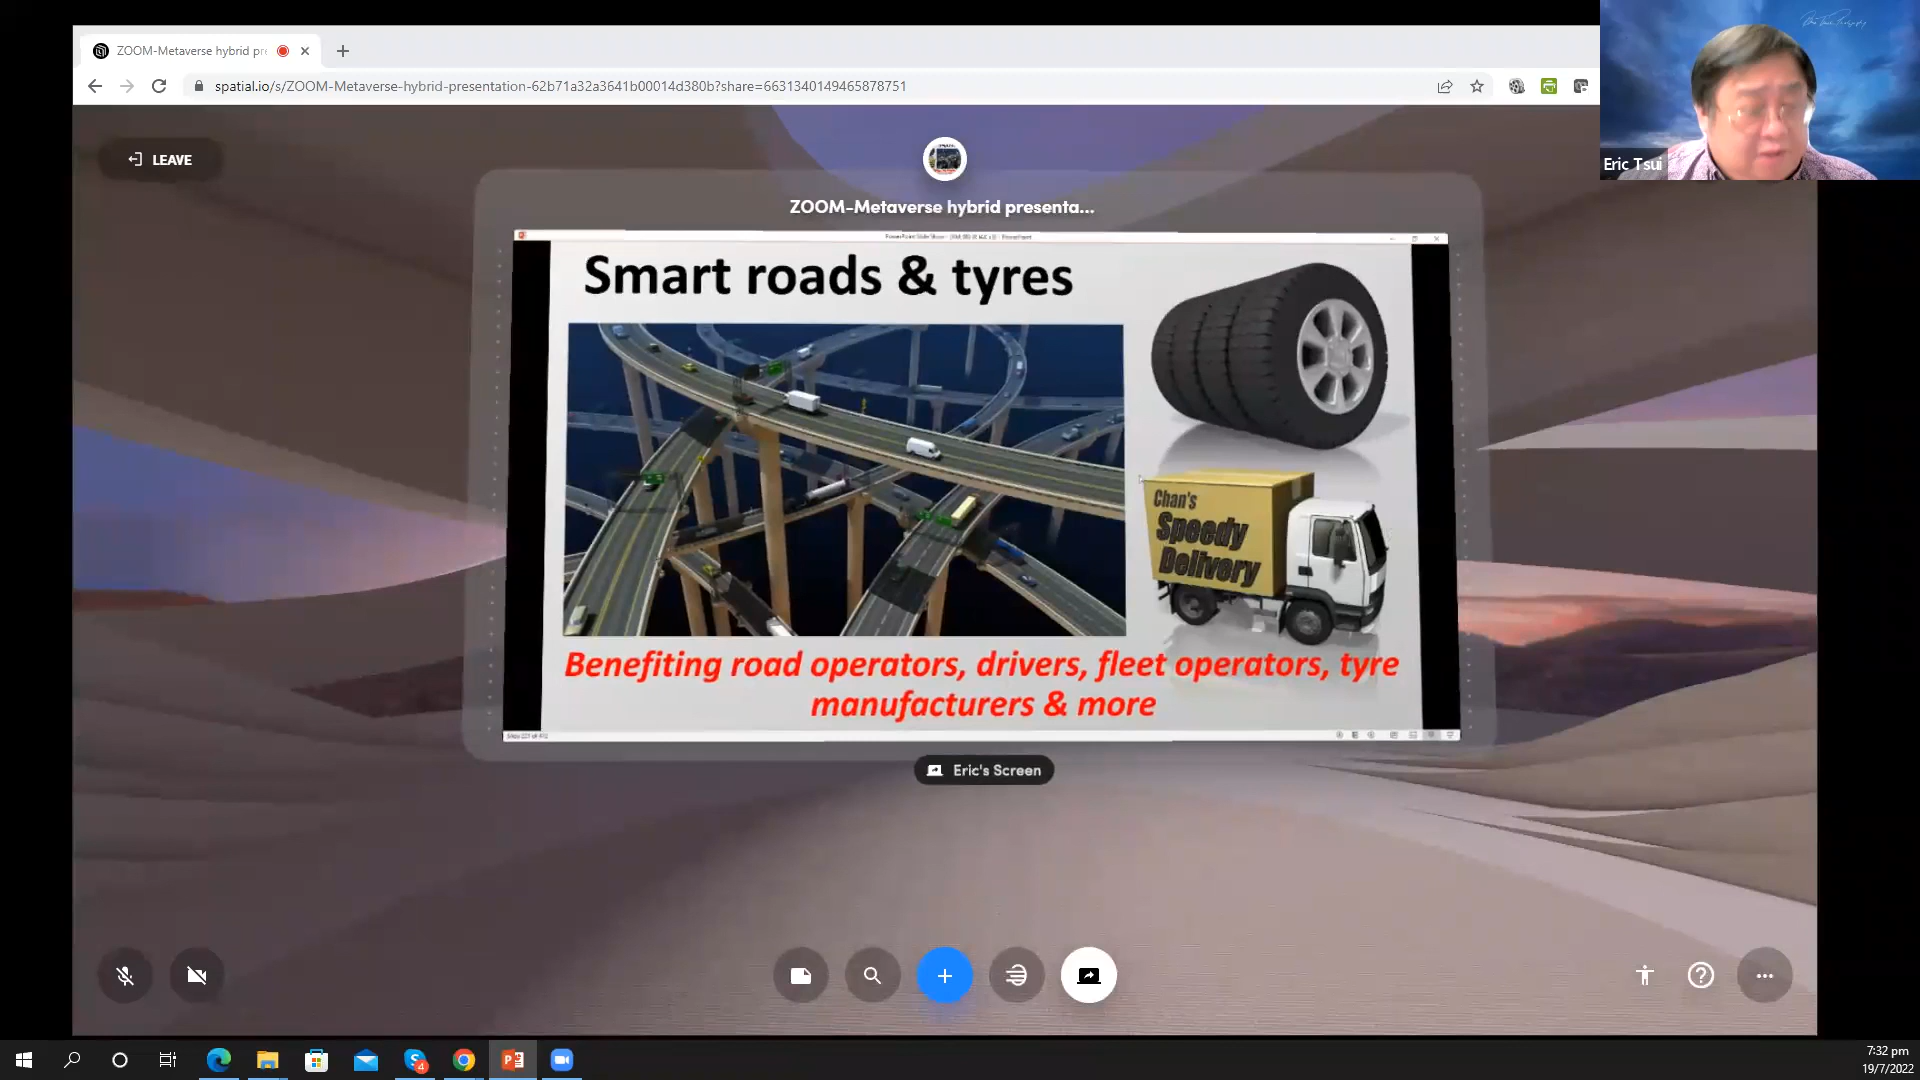 ZOOM-Metaverse hybrid pre
spatial.io/s/ZOOM-Metaverse-hybrid-presentation-62b71a32a3641b00014d380b?share=6631340149465878751
Eric Tsui
LEAVE
ZOOM-Metaverse hybrid presenta...
Smart roads & tyres
Chan's
Speedy
Delivery
Benefiting road operators, drivers, fleet operators, tyre
manufacturers & more
Eric's Screen
4
7:32 pm
19/7/2022